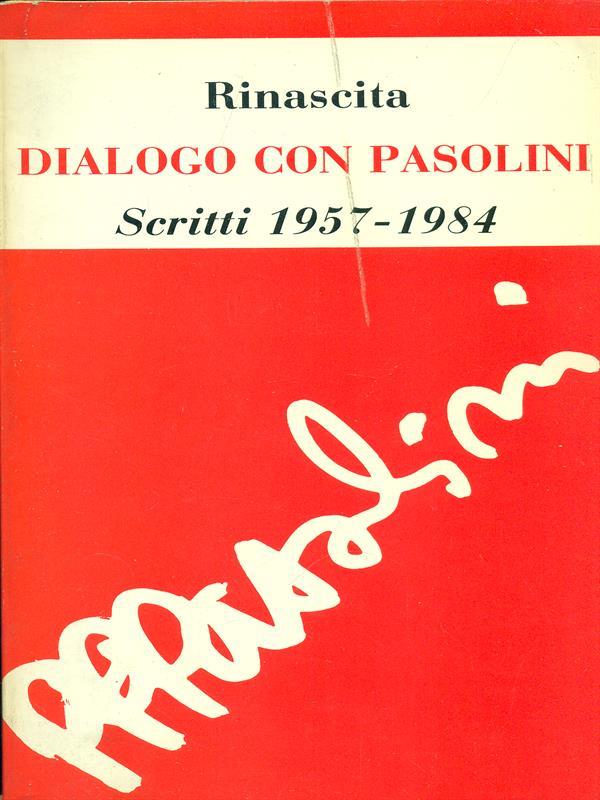 Rinascita
DIALOGO CON PASOLINI
Scritti 1957-1984
PPPasolini